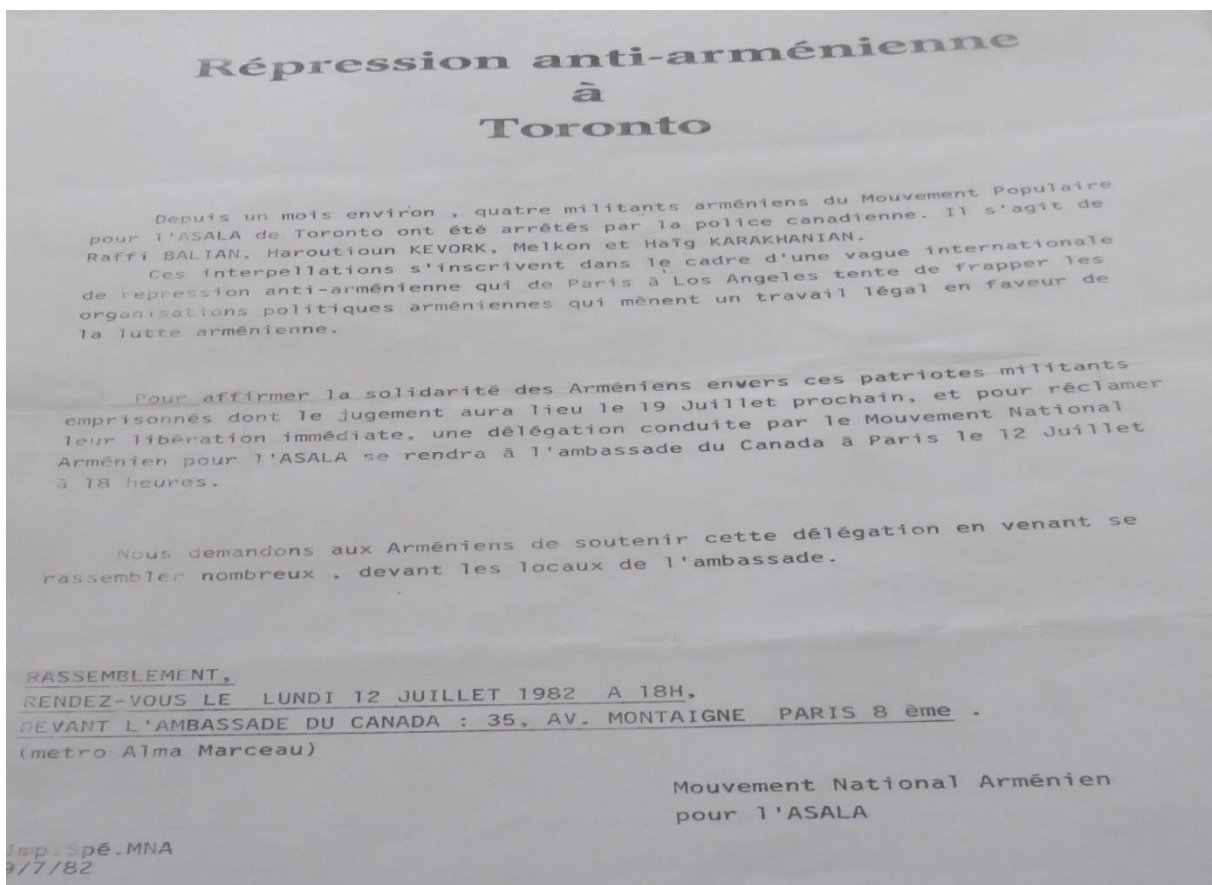 Répression anti-arménienne
à
Toronto
Depuis un mois environ , quatre militants arméniens du Mouvement Populaire
pour l'ASALA de Toronto ont été arrêtés par la police canadienne. Il s'agit de
Raffi BALIAN, Haroutioun KEVORK, Melkon et Haïg KARAKHANIAN.
Ces interpellations s'inscrivent dans le cadre d'une vague internationale
de repression anti-arménienne qui de Paris à Los Angeles tente de frapper les
organisations politiques arméniennes qui mènent un travail légal en faveur de
la lutte arménienne.
Pour affirmer la solidarité des Arméniens envers ces patriotes militants
emprisonnés dont le jugement aura lieu le 19 Juillet prochain, et pour réclamer
leur libération immédiate, une délégation conduite par le Mouvement National
Arménien pour l'ASALA se rendra à l'ambassade du Canada à Paris le 12 Juillet
à 18 heures.
Nous demandons aux Arméniens de soutenir cette délégation en venant se
rassembler nombreux , devant les locaux de l'ambassade.
RASSEMBLEMENT,
RENDEZ-VOUS LE LUNDI 12 JUILLET 1982 A 18H,
DEVANT L'AMBASSADE DU CANADA : 35, AV. MONTAIGNE PARIS 8 ème .
(metro Alma Marceau)
Mouvement National Arménien
pour l'ASALA
Imp.Spé.MNA
9/7/82